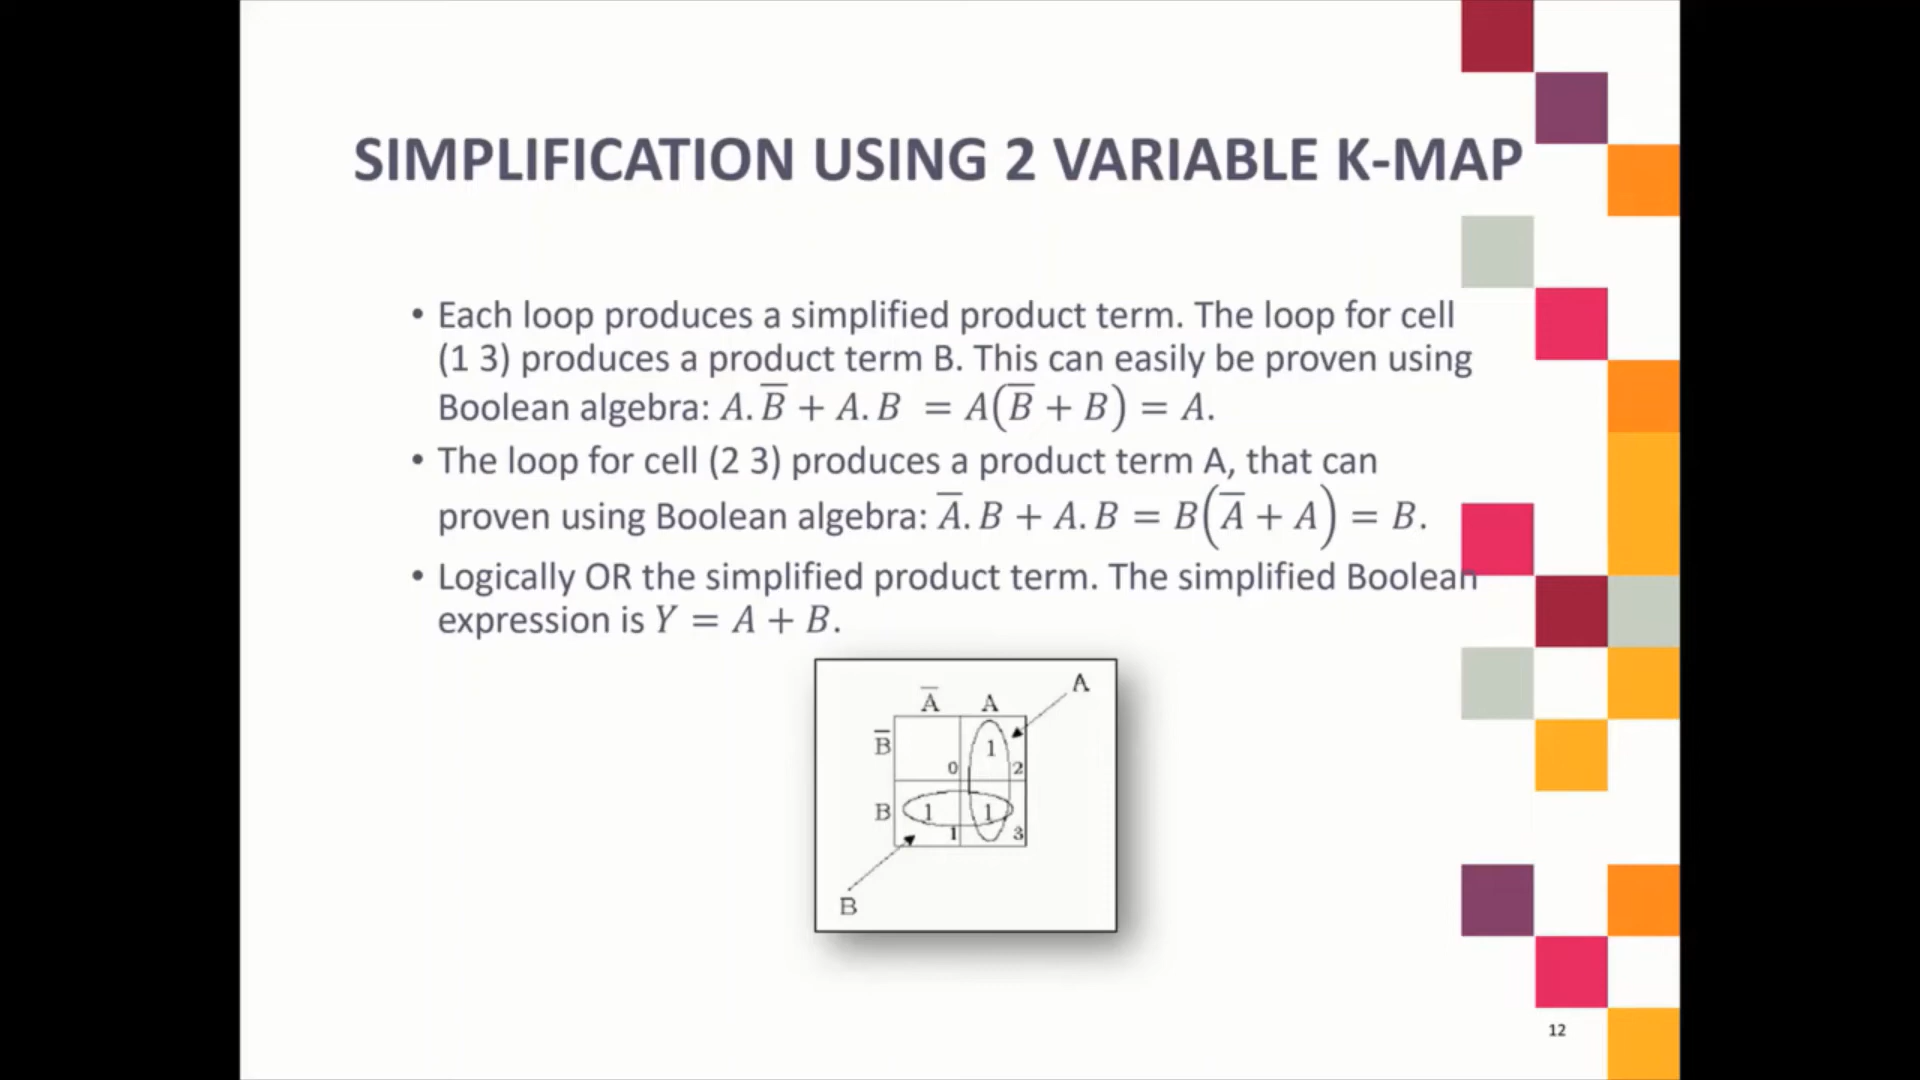 SIMPLIFICATION USING 2 VARIABLE K-MAP
• Each loop produces a simplified product term. The loop for cell
(1 3) produces a product term B. This can easily be proven using
Boolean algebra: A.B̅ + A.B = A(B̅ + B) = A.
• The loop for cell (2 3) produces a product term A, that can
proven using Boolean algebra: A̅.B + A.B = B(A̅ + A) = B.
• Logically OR the simplified product term. The simplified Boolean
expression is Y = A + B.
A
A̅ A
B̅ 1
0 2
B 1 1
1 3
B
12